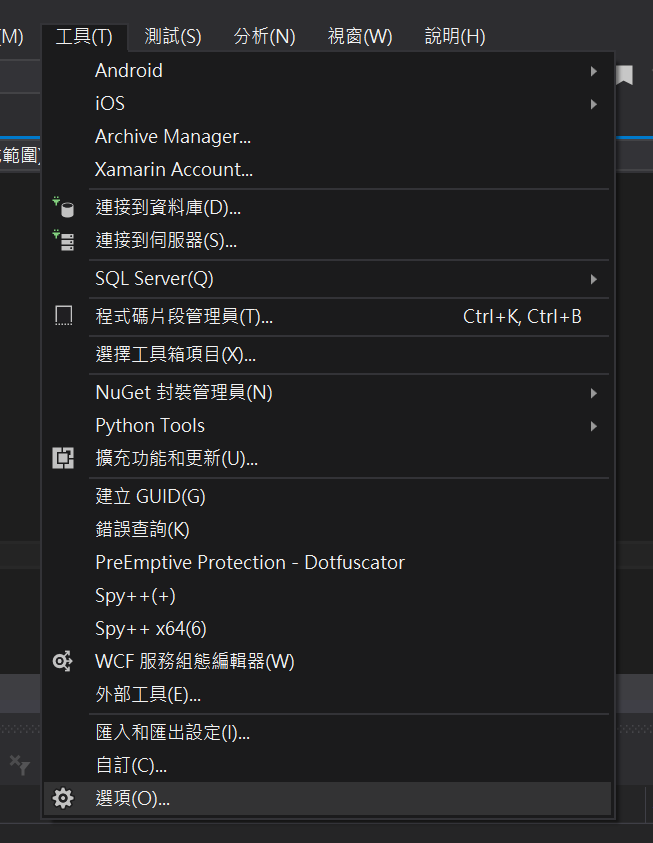 (M) 工具(T) 測試(S) 分析(N) 視窗(W) 說明(H)
Android
iOS
Archive Manager...
範圍)
Xamarin Account...
連接到資料庫(D)...
連接到伺服器(S)...
SQL Server(Q)
程式碼片段管理員(T)... Ctrl+K, Ctrl+B
選擇工具箱項目(X)...
NuGet 封裝管理員(N)
Python Tools
擴充功能和更新(U)...
建立 GUID(G)
錯誤查詢(K)
PreEmptive Protection - Dotfuscator
Spy++(+)
Spy++ x64(6)
WCF 服務組態編輯器(W)
外部工具(E)...
匯入和匯出設定(I)...
自訂(C)...
選項(O)...